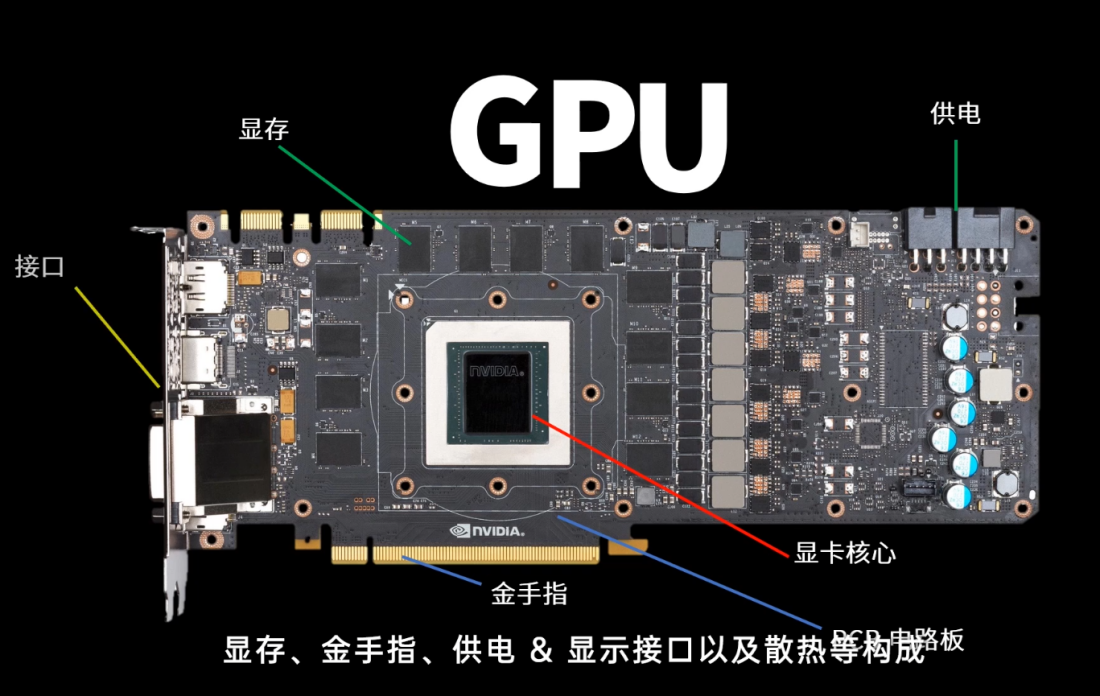 GPU
供电
显存
接口
NVIDIA.
NVIDIA.
显卡核心
金手指
PCB 电路板
显存、金手指、供电 & 显示接口以及散热等构成